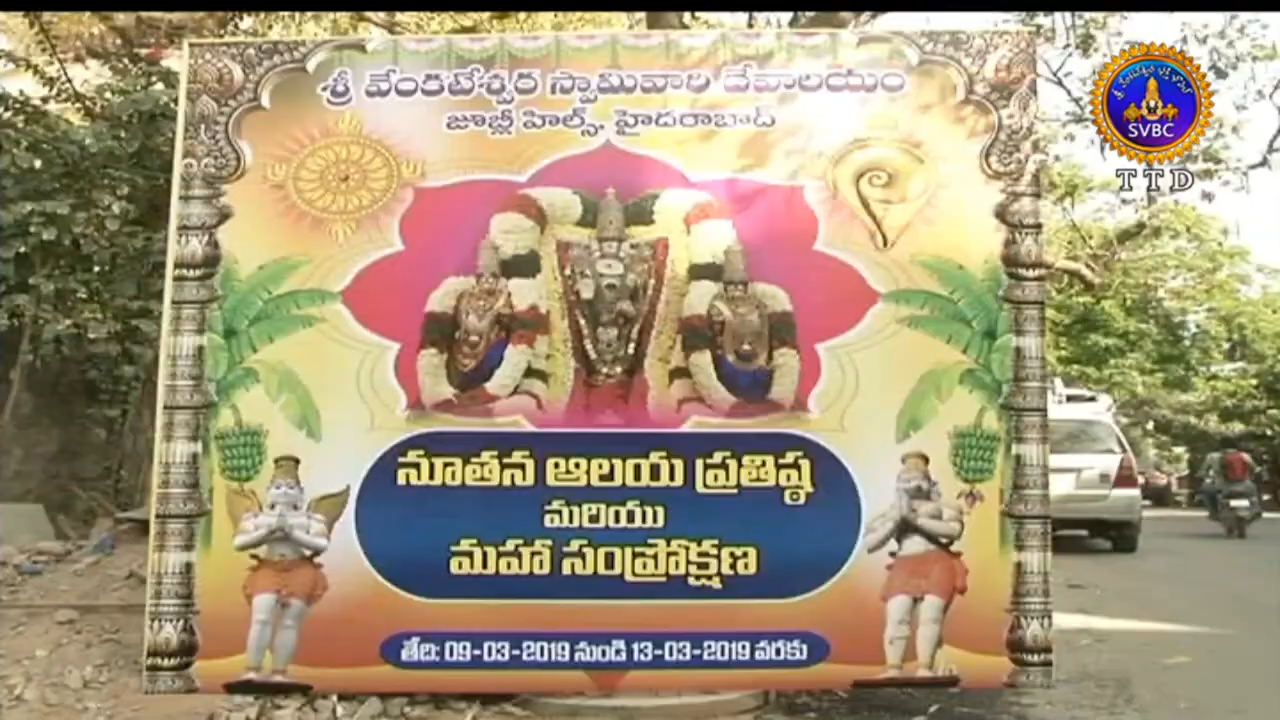 శ్రీ వేంకటేశ్వర స్వామివారి దేవాలయం
జూబ్లీ హిల్స్, హైదరాబాద్
నూతన ఆలయ ప్రతిష్ఠ
మరియు
మహా సంప్రోక్షణ
తేది: 09-03-2019 నుండి 13-03-2019 వరకు
SVBC
TTD